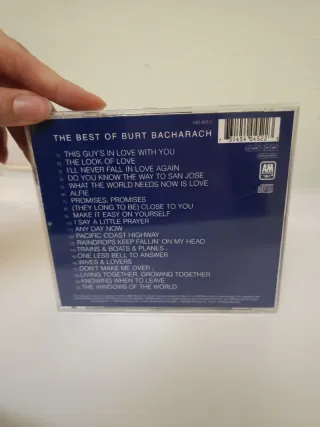 THE BEST OF BURT BACHARACH
THIS GUY'S IN LOVE WITH YOU
THE LOOK OF LOVE
I'LL NEVER FALL IN LOVE AGAIN
DO YOU KNOW THE WAY TO SAN JOSE
WHAT THE WORLD NEEDS NOW IS LOVE
ALFIE
PROMISES, PROMISES
(THEY LONG TO BE) CLOSE TO YOU
MAKE IT EASY ON YOURSELF
I SAY A LITTLE PRAYER
ANY DAY NOW
PACIFIC COAST HIGHWAY
RAINDROPS KEEP FALLIN' ON MY HEAD
TRAINS & BOATS & PLANES
ONE LESS BELL TO ANSWER
WIVES & LOVERS
DON'T MAKE ME OVER
LIVING TOGETHER, GROWING TOGETHER
KNOWING WHEN TO LEAVE
THE WINDOWS OF THE WORLD
A&M